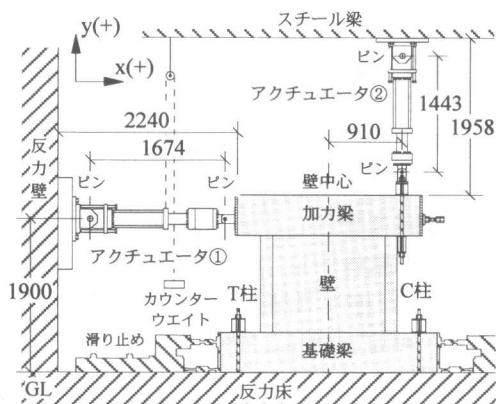 スチール梁
y(+)
x(+)
ピン
アクチュエータ②
2240
910
1443
1958
反力壁
1674
ピン
ピン
ピン
壁中心
加力梁
アクチュエータ①
1900
カウンター
ウエイト
壁
T柱
C柱
滑り止め
基礎梁
GL
反力床